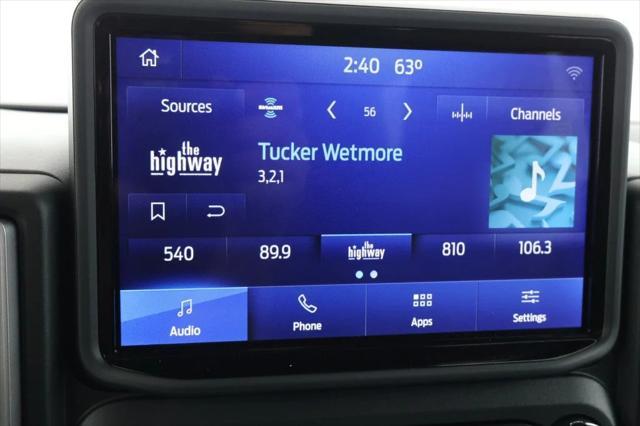 2:40 63°
Sources
SiriusXM
56
Channels
the
highway
Tucker Wetmore
3,2,1
540
89.9
the
highway
810
106.3
Audio
Phone
Apps
Settings